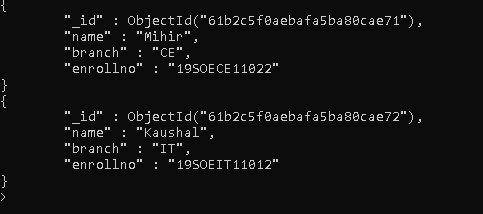 {
"_id" : ObjectId("61b2c5f0aebafa5ba80cae71"),
"name" : "Mihir",
"branch" : "CE",
"enrollno" : "19SOECE11022"
}
{
"_id" : ObjectId("61b2c5f0aebafa5ba80cae72"),
"name" : "Kaushal",
"branch" : "IT",
"enrollno" : "19SOEIT11012"
}
>